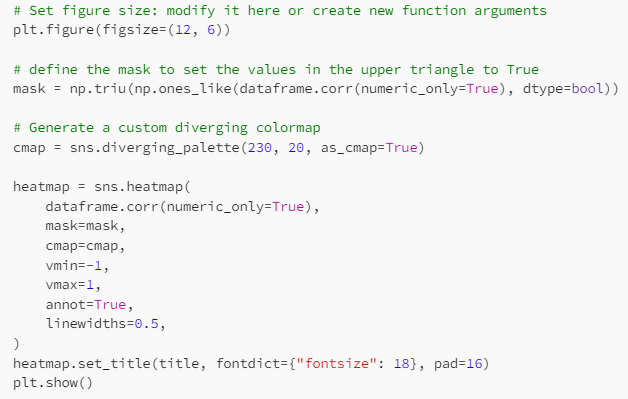 # Set figure size: modify it here or create new function arguments
plt.figure(figsize=(12, 6))
# define the mask to set the values in the upper triangle to True
mask = np.triu(np.ones_like(dataframe.corr(numeric_only=True), dtype=bool))
# Generate a custom diverging colormap
cmap = sns.diverging_palette(230, 20, as_cmap=True)
heatmap = sns.heatmap(
    dataframe.corr(numeric_only=True),
    mask=mask,
    cmap=cmap,
    vmin=-1,
    vmax=1,
    annot=True,
    linewidths=0.5,
)
heatmap.set_title(title, fontdict={"fontsize": 18}, pad=16)
plt.show()